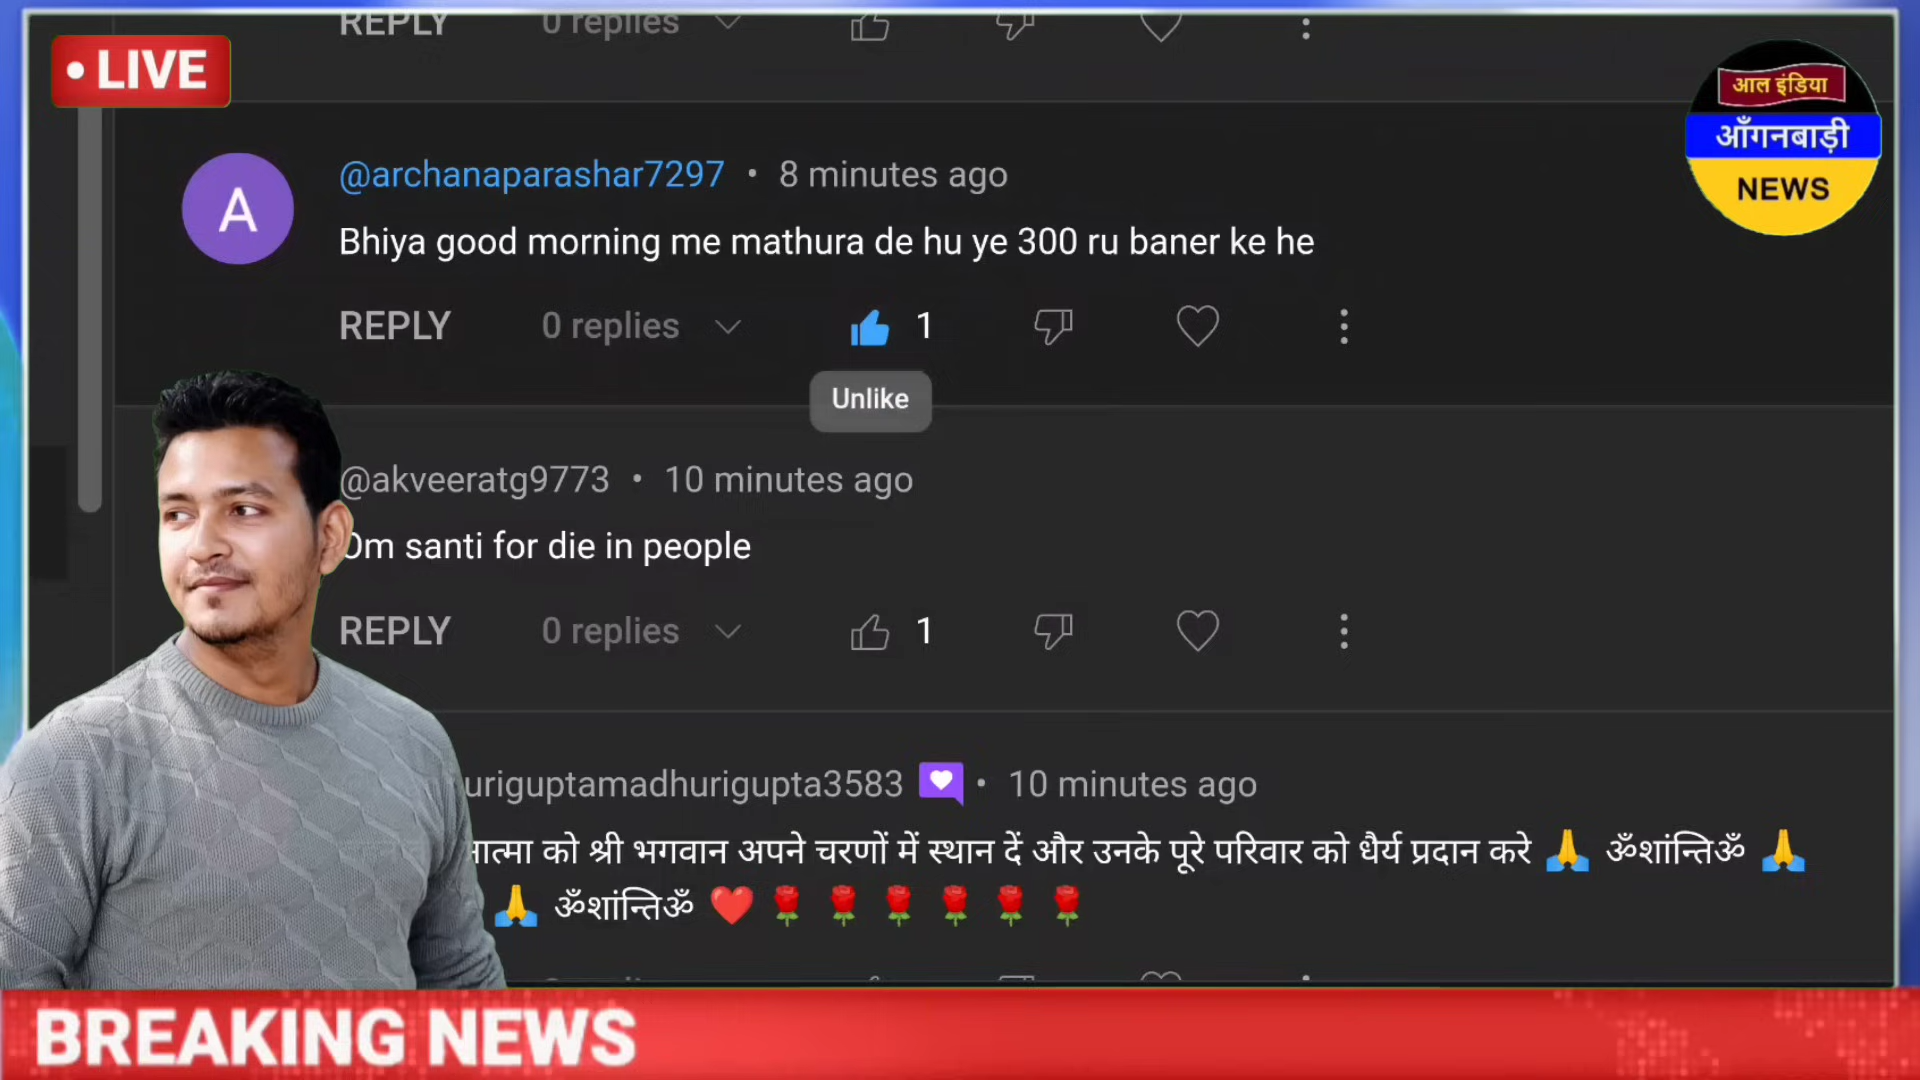 REPLY 0 replies
• LIVE
आल इंडिया
आँगनबाड़ी
NEWS
A
@archanaparashar7297 • 8 minutes ago
Bhiya good morning me mathura de hu ye 300 ru baner ke he
REPLY 0 replies 1
Unlike
@akveeratg9773 • 10 minutes ago
Om santi for die in people
REPLY 0 replies 1
uriguptamadhurigupta3583 • 10 minutes ago
को श्री भगवान अपने चरणों में स्थान दें और उनके पूरे परिवार को धैर्य प्रदान करे 🙏 ॐशांन्तिॐ 🙏
🙏 ॐशांन्तिॐ ❤️ 🌹 🌹 🌹 🌹 🌹 🌹
BREAKING NEWS